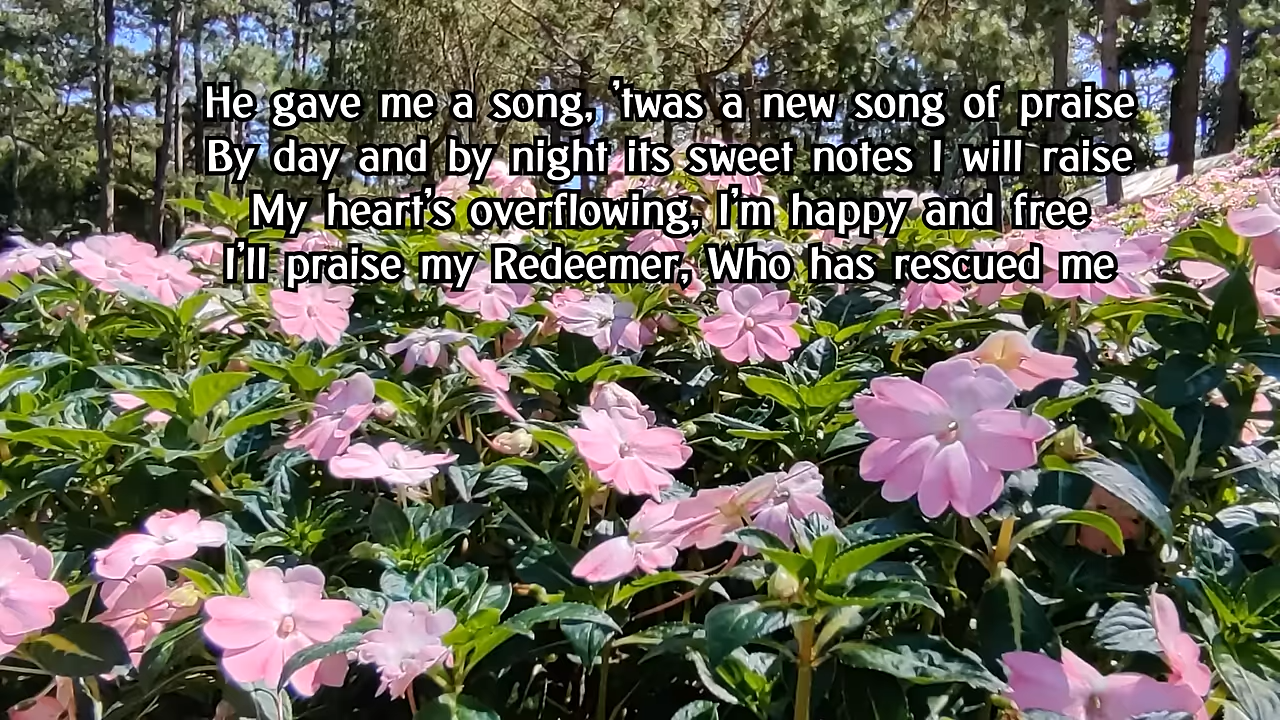 He gave me a song, 'twas a new song of praise
By day and by night its sweet notes I will raise
My heart's overflowing, I'm happy and free
I'll praise my Redeemer, Who has rescued me